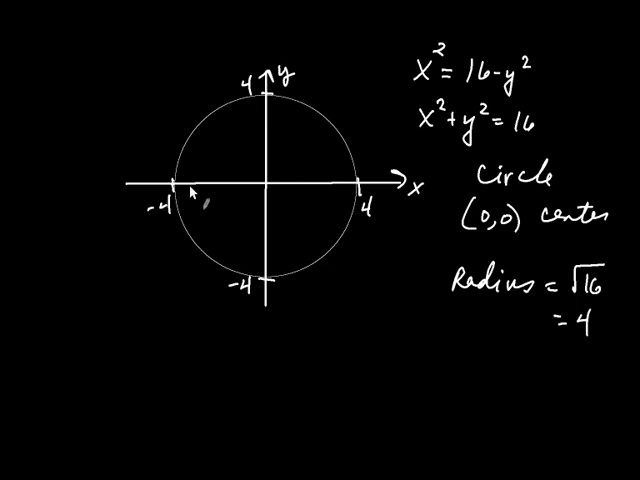 4 y
x² = 16-y²
x²+y²=16
-4 4 x
circle
(0,0) center
-4
Radius = √16
= 4